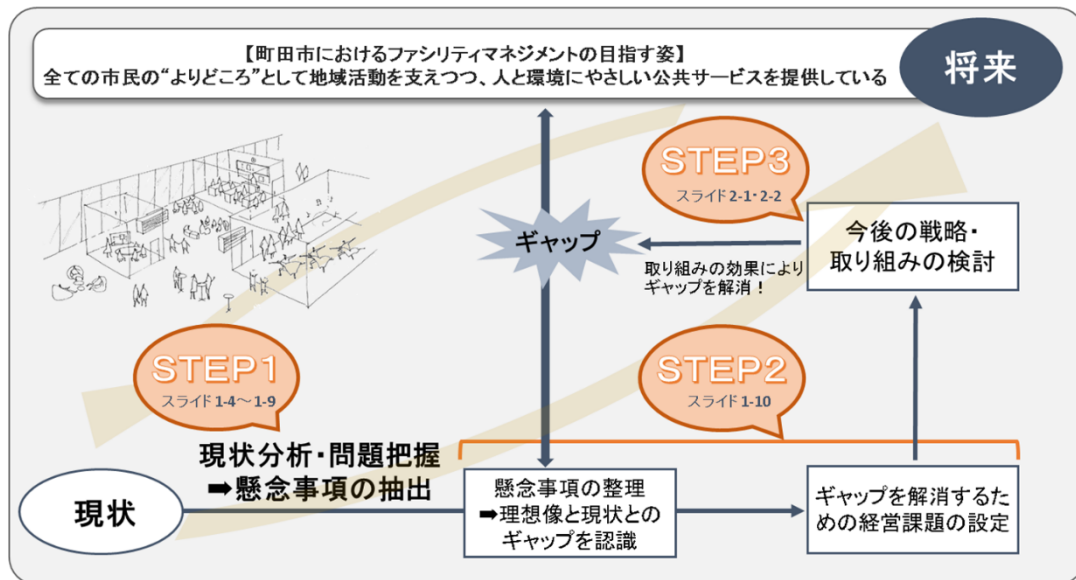 【町田市におけるファシリティマネジメントの目指す姿】
全ての市民の“よりどころ”として地域活動を支えつつ、人と環境にやさしい公共サービスを提供している
将来
STEP3
スライド 2-1・2-2
ギャップ
取り組みの効果により
ギャップを解消！
今後の戦略・
取り組みの検討
STEP1
スライド 1-4～1-9
STEP2
スライド 1-10
現状分析・問題把握
➡懸念事項の抽出
現状
懸念事項の整理
➡理想像と現状との
ギャップを認識
ギャップを解消するた
めの経営課題の設定